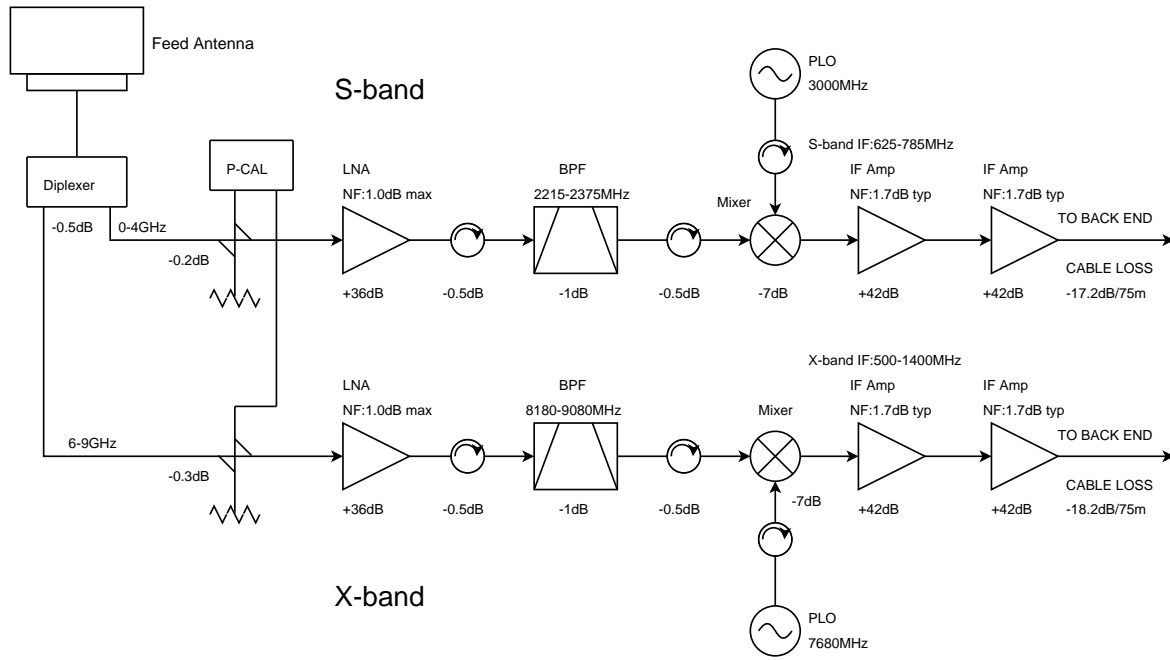 Feed Antenna
S-band
PLO
3000MHz
P-CAL
Diplexer
-0.5dB
0-4GHz
-0.2dB
LNA
NF:1.0dB max
+36dB
-0.5dB
BPF
2215-2375MHz
-1dB
-0.5dB
Mixer
-7dB
S-band IF:625-785MHz
IF Amp
NF:1.7dB typ
+42dB
IF Amp
NF:1.7dB typ
+42dB
TO BACK END
CABLE LOSS
-17.2dB/75m
6-9GHz
-0.3dB
LNA
NF:1.0dB max
+36dB
-0.5dB
BPF
8180-9080MHz
-1dB
-0.5dB
Mixer
-7dB
X-band IF:500-1400MHz
IF Amp
NF:1.7dB typ
+42dB
IF Amp
NF:1.7dB typ
+42dB
TO BACK END
CABLE LOSS
-18.2dB/75m
X-band
PLO
7680MHz